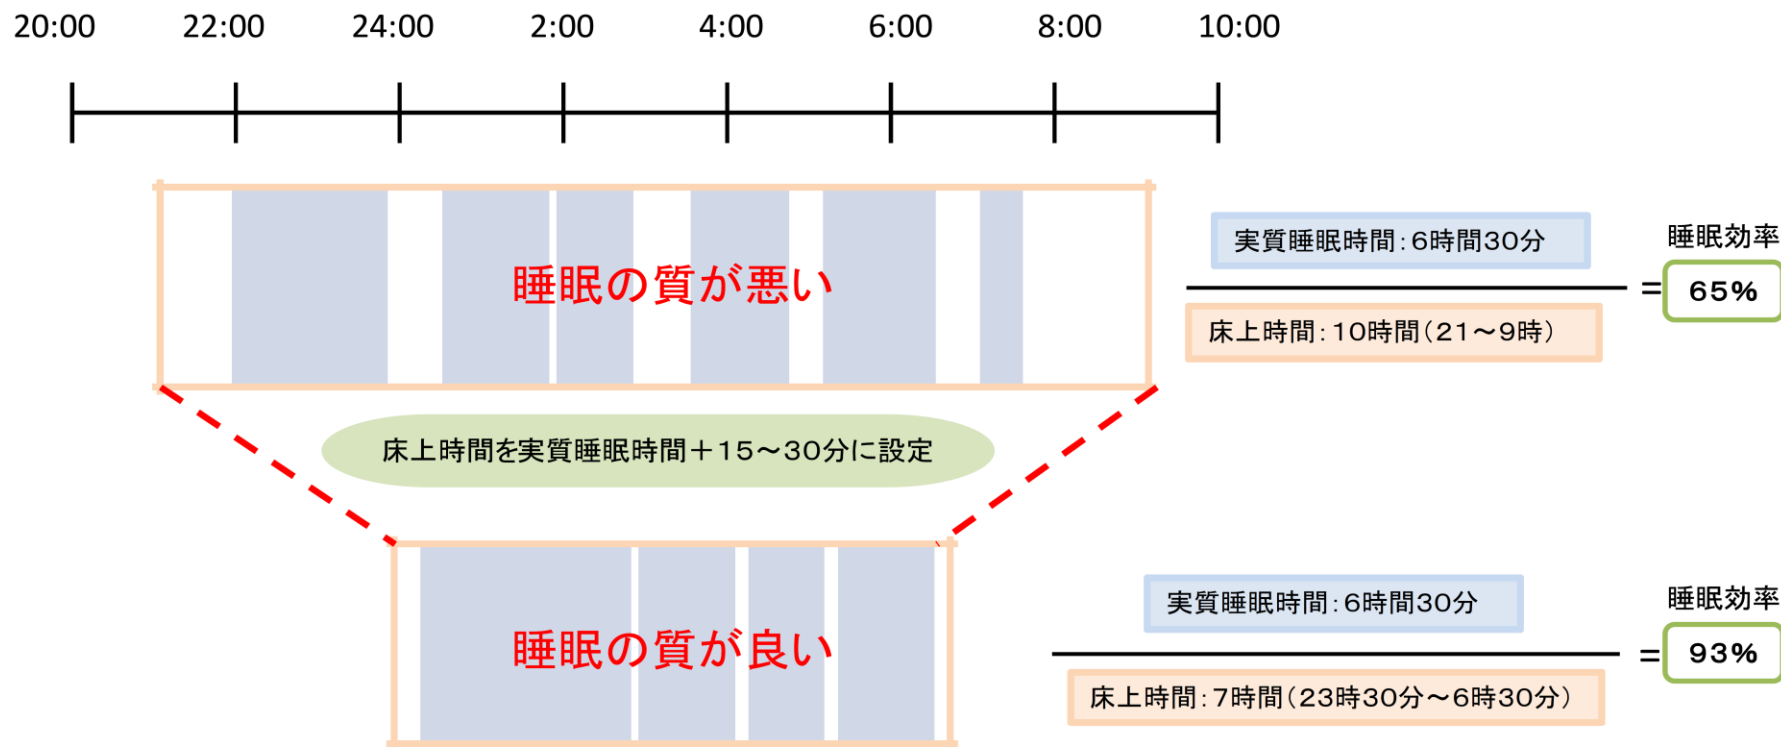 20:00 22:00 24:00 2:00 4:00 6:00 8:00 10:00
睡眠の質が悪い
実質睡眠時間：6時間30分
床上時間：10時間（21～9時）
=
睡眠効率
65%
床上時間を実質睡眠時間＋15～30分に設定
睡眠の質が良い
実質睡眠時間：6時間30分
床上時間：7時間（23時30分～6時30分）
=
睡眠効率
93%